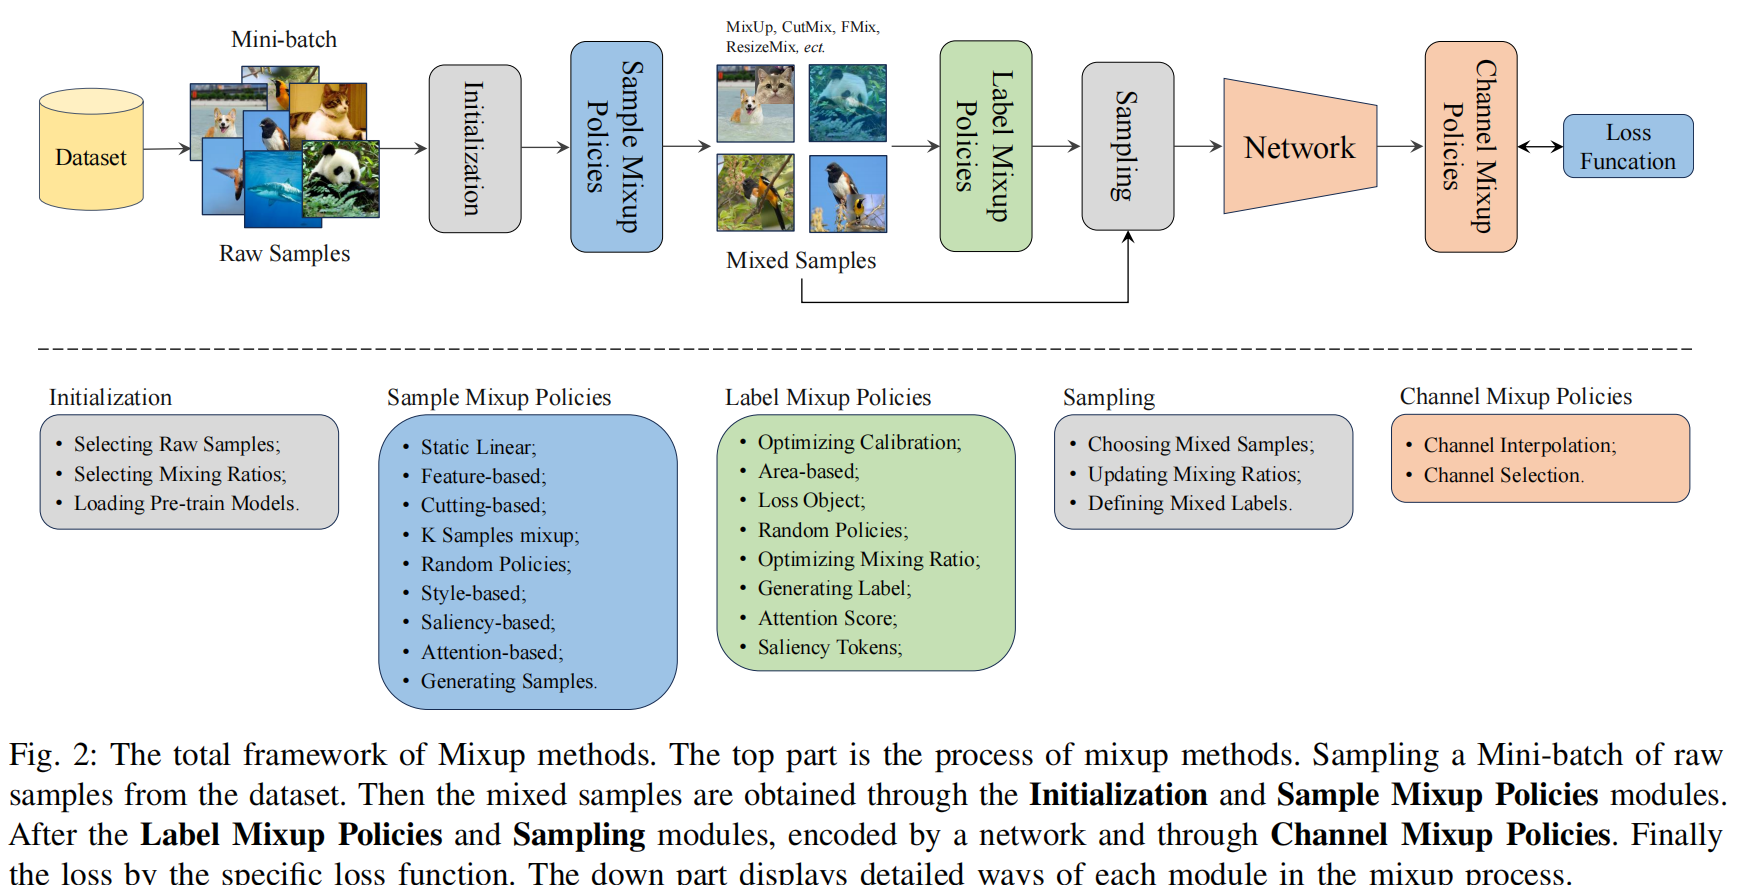 Mini-batch
Dataset
Raw Samples
Initialization
Sample Mixup
Policies
MixUp, CutMix, FMix,
ResizeMix, ect.
Mixed Samples
Label Mixup
Policies
Sampling
Network
Channel Mixup
Policies
Loss
Funcation
Initialization
• Selecting Raw Samples;
• Selecting Mixing Ratios;
• Loading Pre-train Models.
Sample Mixup Policies
• Static Linear;
• Feature-based;
• Cutting-based;
• K Samples mixup;
• Random Policies;
• Style-based;
• Saliency-based;
• Attention-based;
• Generating Samples.
Label Mixup Policies
• Optimizing Calibration;
• Area-based;
• Loss Object;
• Random Policies;
• Optimizing Mixing Ratio;
• Generating Label;
• Attention Score;
• Saliency Tokens;
Sampling
• Choosing Mixed Samples;
• Updating Mixing Ratios;
• Defining Mixed Labels.
Channel Mixup Policies
• Channel Interpolation;
• Channel Selection.
Fig. 2: The total framework of Mixup methods. The top part is the process of mixup methods. Sampling a Mini-batch of raw
samples from the dataset. Then the mixed samples are obtained through the Initialization and Sample Mixup Policies modules.
After the Label Mixup Policies and Sampling modules, encoded by a network and through Channel Mixup Policies. Finally
the loss by the specific loss function. The down part displays detailed ways of each module in the mixup process.